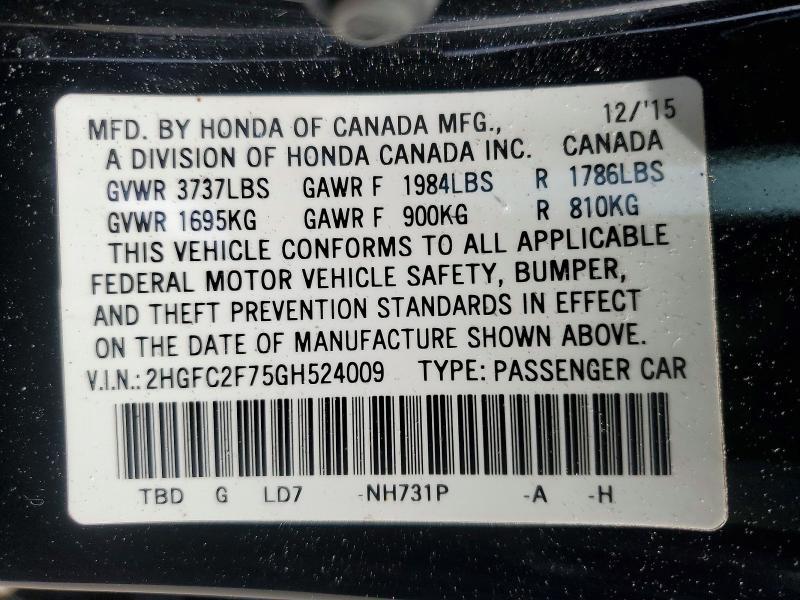 MFD. BY HONDA OF CANADA MFG., 12/'15
A DIVISION OF HONDA CANADA INC. CANADA
GVWR 3737LBS GAWR F 1984LBS R 1786LBS
GVWR 1695KG GAWR F 900KG R 810KG
THIS VEHICLE CONFORMS TO ALL APPLICABLE
FEDERAL MOTOR VEHICLE SAFETY, BUMPER,
AND THEFT PREVENTION STANDARDS IN EFFECT
ON THE DATE OF MANUFACTURE SHOWN ABOVE.
V.I.N.: 2HGFC2F75GH524009 TYPE: PASSENGER CAR
TBD G LD7 -NH731P -A -H